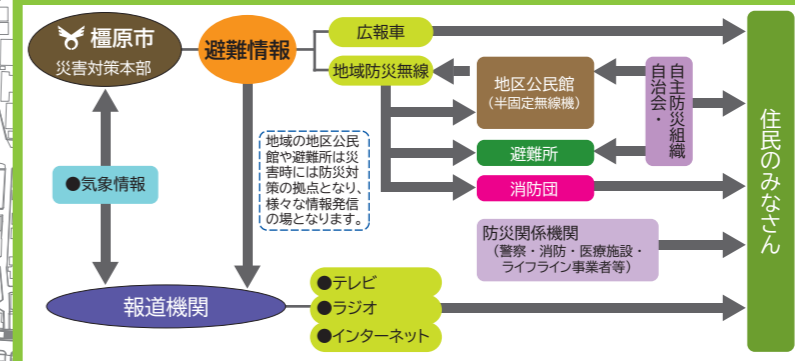 橿原市
災害対策本部
避難情報
広報車
地域防災無線
地区公民館
（半固定無線機）
自治会・
自主防災組織
避難所
消防団
●気象情報
地域の地区公民
館や避難所は災
害時には防災対
策の拠点となり、
様々な情報発信
の場となります。
防災関係機関
（警察・消防・医療施設・
ライフライン事業者等）
報道機関
●テレビ
●ラジオ
●インターネット
住民のみなさん